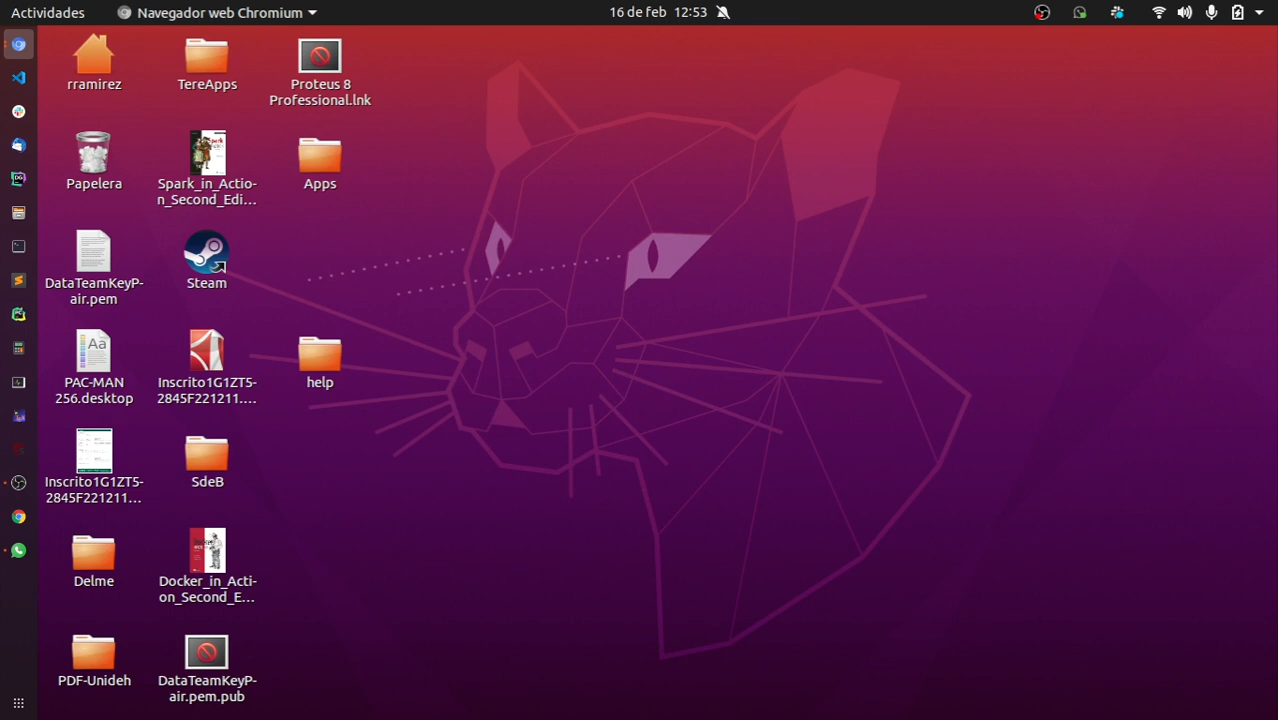 Actividades
Navegador web Chromium
16 de feb 12:53
rramirez
TereApps
Proteus 8
Professional.lnk
Papelera
Spark_in_Actio-
n_Second_Edi...
Apps
DataTeamKeyP-
air.pem
Steam
PAC-MAN
256.desktop
Inscrito1G1ZT5-
2845F221211....
help
Inscrito1G1ZT5-
2845F221211...
SdeB
Delme
Docker_in_Acti-
on_Second_E...
PDF-Unideh
DataTeamKeyP-
air.pem.pub